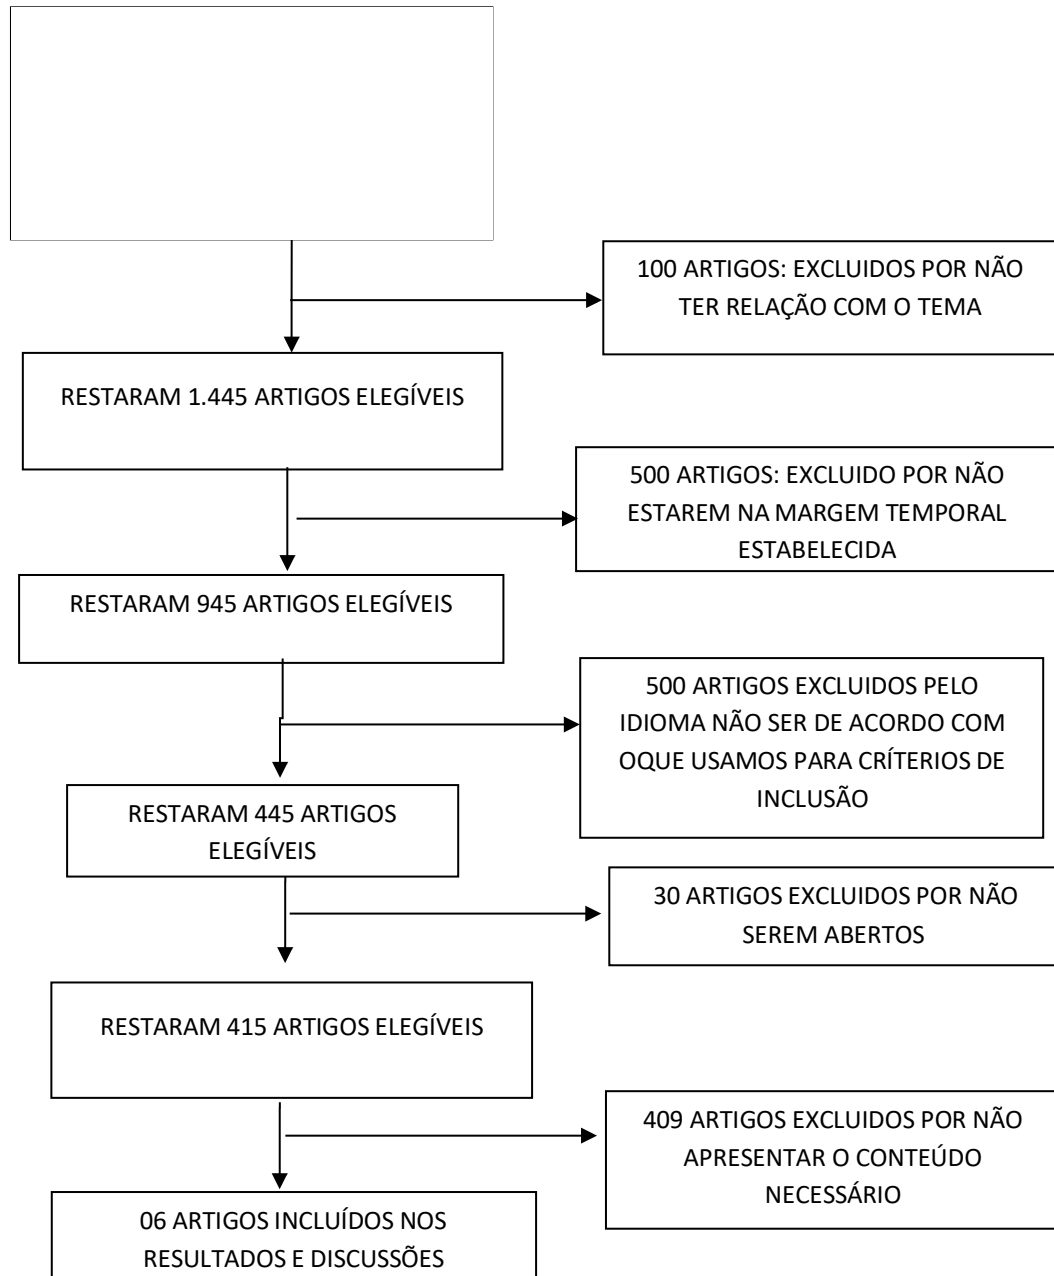 100 ARTIGOS: EXCLUIDOS POR NÃO
TER RELAÇÃO COM O TEMA
RESTARAM 1.445 ARTIGOS ELEGÍVEIS
500 ARTIGOS: EXCLUIDO POR NÃO
ESTAREM NA MARGEM TEMPORAL
ESTABELECIDA
RESTARAM 945 ARTIGOS ELEGÍVEIS
500 ARTIGOS EXCLUIDOS PELO
IDIOMA NÃO SER DE ACORDO COM
OQUE USAMOS PARA CRÍTERIOS DE
INCLUSÃO
RESTARAM 445 ARTIGOS
ELEGÍVEIS
30 ARTIGOS EXCLUIDOS POR NÃO
SEREM ABERTOS
RESTARAM 415 ARTIGOS ELEGÍVEIS
409 ARTIGOS EXCLUIDOS POR NÃO
APRESENTAR O CONTEÚDO
NECESSÁRIO
06 ARTIGOS INCLUÍDOS NOS
RESULTADOS E DISCUSSÕES